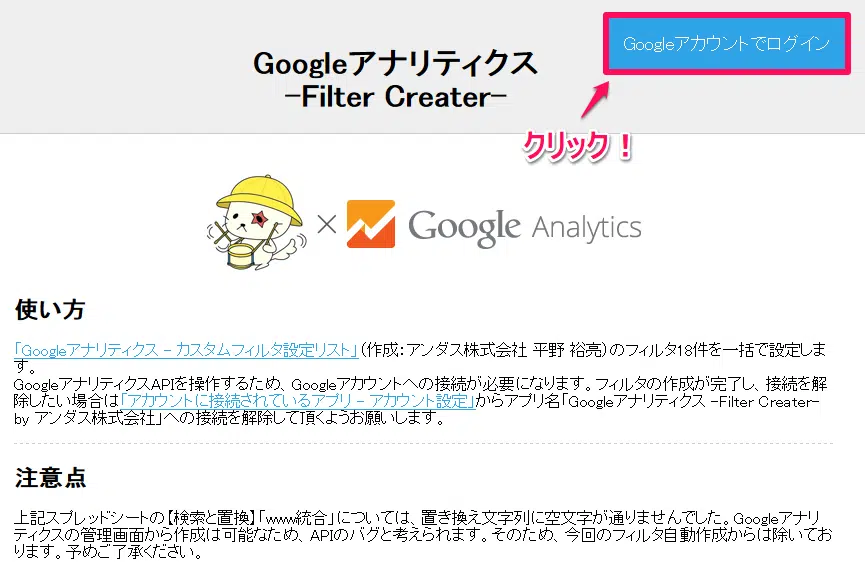 Googleアカウントでログイン
Googleアナリティクス
-Filter Creater-
クリック！
×
Google Analytics
使い方
「Googleアナリティクス - カスタムフィルタ設定リスト」（作成：アンダス株式会社 平野 裕亮）のフィルタ18件を一括で設定しま
す。
GoogleアナリティクスAPIを操作するため、Googleアカウントへの接続が必要になります。フィルタの作成が完了し、接続を解
除したい場合は「アカウントに接続されているアプリ - アカウント設定」からアプリ名「Googleアナリティクス -Filter Creater-
by アンダス株式会社」への接続を解除して頂くようお願いします。
注意点
上記スプレッドシートの【検索と置換】「www統合」については、置き換え文字列に空文字が通りませんでした。Googleアナリ
ティクスの管理画面から作成は可能なため、APIのバグと考えられます。そのため、今回のフィルタ自動作成からは除いてお
ります。予めご了承ください。